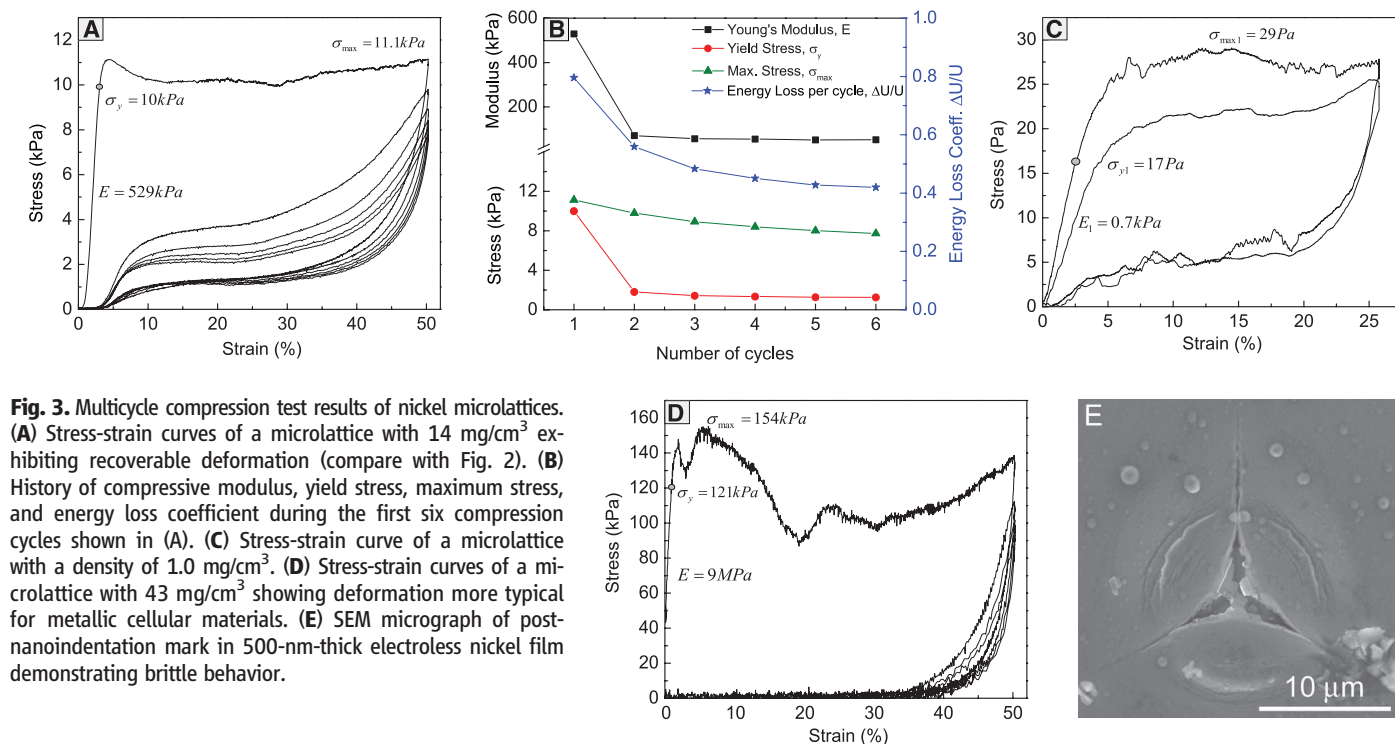 A
σmax = 11.1kPa
σy = 10kPa
E = 529kPa
Stress (kPa)
12
10
8
6
4
2
0
0 10 20 30 40 50
Strain (%)
B
Young's Modulus, E
Yield Stress, σy
Max. Stress, σmax
Energy Loss per cycle, ΔU/U
Modulus (kPa)
600
400
200
Stress (kPa)
12
8
4
0
1.0
0.8
0.6
0.4
0.2
0.0
Energy Loss Coeff. ΔU/U
1 2 3 4 5 6
Number of cycles
C
σmax1 = 29Pa
σy1 = 17Pa
E1 = 0.7kPa
Stress (Pa)
30
25
20
15
10
5
0
0 5 10 15 20 25
Strain (%)
Fig. 3. Multicycle compression test results of nickel microlattices.
(A) Stress-strain curves of a microlattice with 14 mg/cm³ ex-
hibiting recoverable deformation (compare with Fig. 2). (B)
History of compressive modulus, yield stress, maximum stress,
and energy loss coefficient during the first six compression
cycles shown in (A). (C) Stress-strain curve of a microlattice
with a density of 1.0 mg/cm³. (D) Stress-strain curves of a mi-
crolattice with 43 mg/cm³ showing deformation more typical
for metallic cellular materials. (E) SEM micrograph of post-
nanoindentation mark in 500-nm-thick electroless nickel film
demonstrating brittle behavior.
D
σmax = 154kPa
σy = 121kPa
E = 9MPa
Stress (kPa)
160
140
120
100
80
60
40
20
0
0 10 20 30 40 50
Strain (%)
E
10 μm